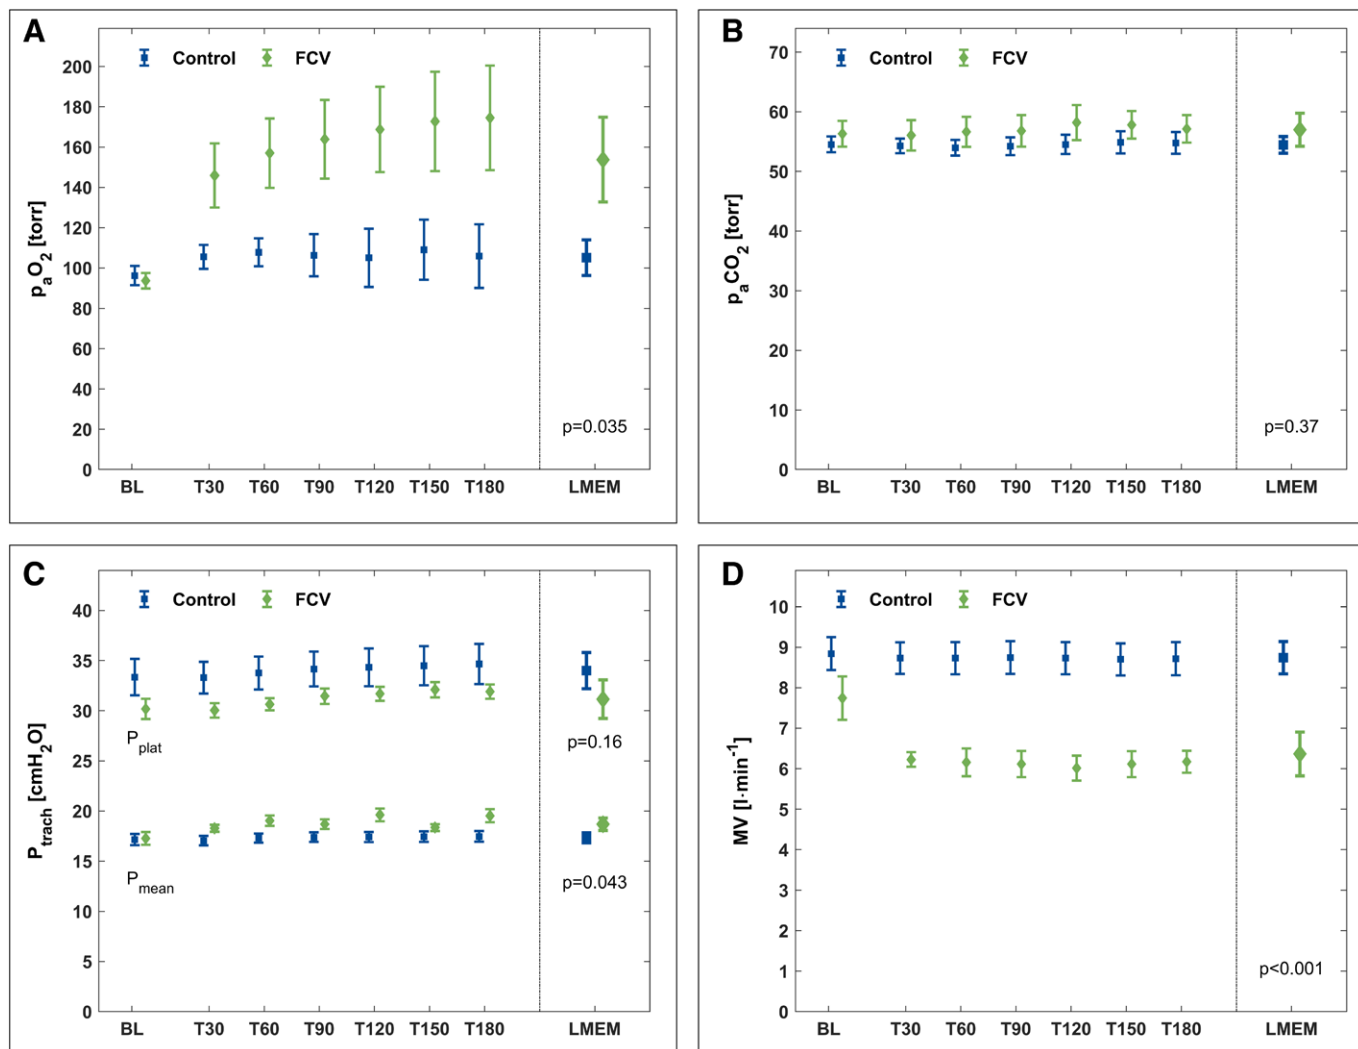 A
Control FCV
200
180
160
140
120
100
80
60
40
20
0
pₐO₂ [torr]
p=0.035
BL T30 T60 T90 T120 T150 T180 LMEM
B
Control FCV
70
60
50
40
30
20
10
0
pₐCO₂ [torr]
p=0.37
BL T30 T60 T90 T120 T150 T180 LMEM
C
Control FCV
40
35
30
25
20
15
10
5
0
P_trach [cmH₂O]
P_plat
p=0.16
P_mean
p=0.043
BL T30 T60 T90 T120 T150 T180 LMEM
D
Control FCV
10
9
8
7
6
5
4
3
2
1
0
MV [l·min⁻¹]
p<0.001
BL T30 T60 T90 T120 T150 T180 LMEM